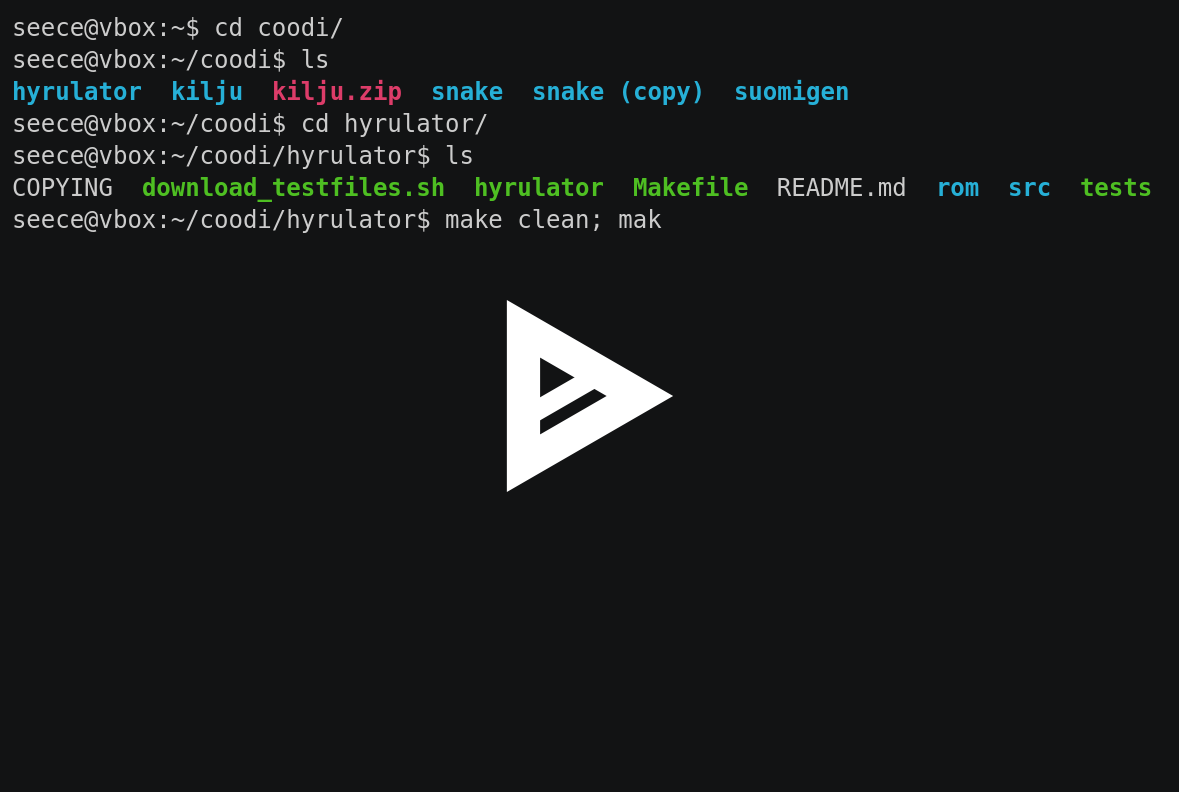 seece@vbox:~$ cd coodi/
seece@vbox:~/coodi$ ls
hyrulator  kilju  kilju.zip  snake  snake (copy)  suomigen
seece@vbox:~/coodi$ cd hyrulator/
seece@vbox:~/coodi/hyrulator$ ls
COPYING  download_testfiles.sh  hyrulator  Makefile  README.md  rom  src  tests
seece@vbox:~/coodi/hyrulator$ make clean; mak